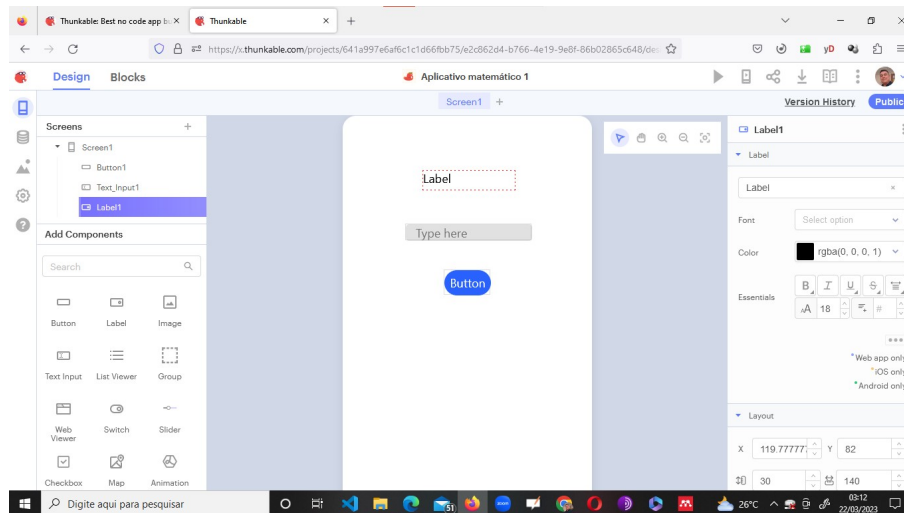 Thunkable: Best no code app bu
Thunkable
https://x.thunkable.com/projects/641a997e6af6c1c1d66fbb75/e2c862d4-b766-4e19-9e8f-86b02865c648/des
yD
Design
Blocks
Aplicativo matemático 1
Screen1 +
Version History
Public
Screens
Screen1
Button1
Text_Input1
Label1
Add Components
Search
Button
Label
Image
Text Input
List Viewer
Group
Web Viewer
Switch
Slider
Checkbox
Map
Animation
Label
Type here
Button
Label1
Label
Label
Font
Select option
Color
rgba(0, 0, 0, 1)
Essentials
B I U S
AA 18 #
*Web app only
*iOS only
*Android only
Layout
X 119.7777 Y 82
30 140
Digite aqui para pesquisar
51
26°C
03:12
22/03/2023